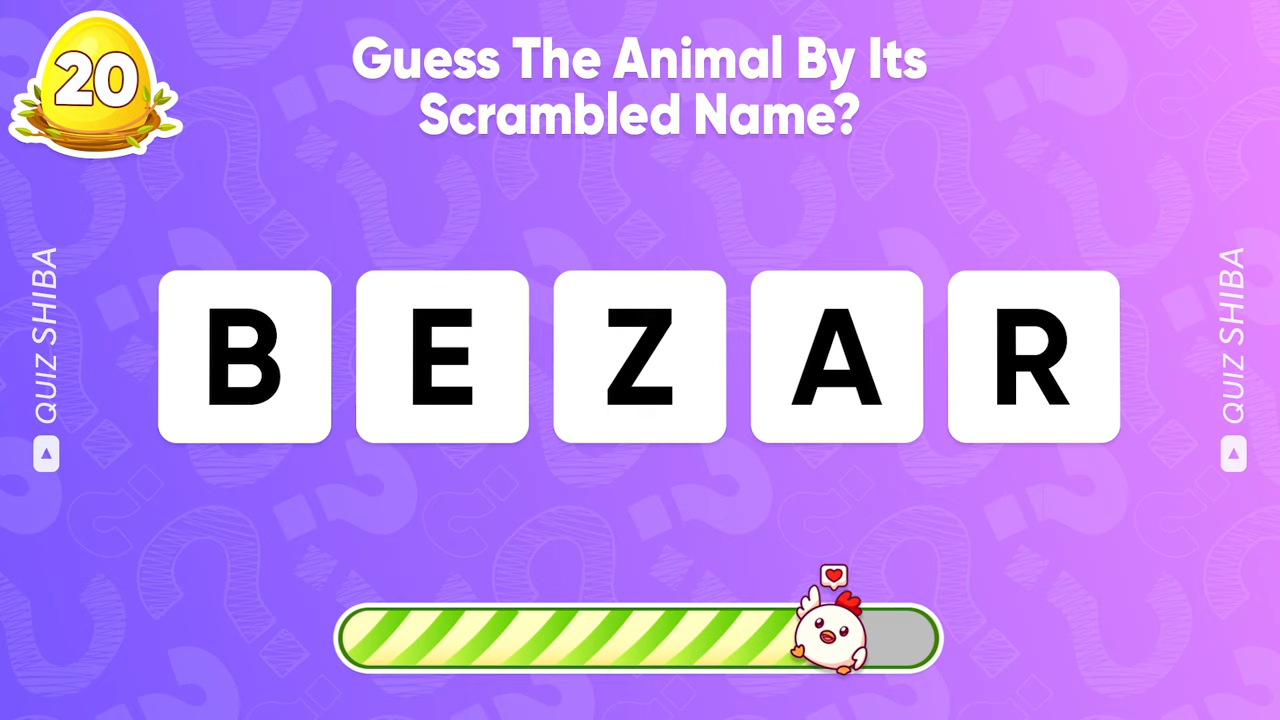 20
Guess The Animal By Its
Scrambled Name?
QUIZ SHIBA
B E Z A R
QUIZ SHIBA